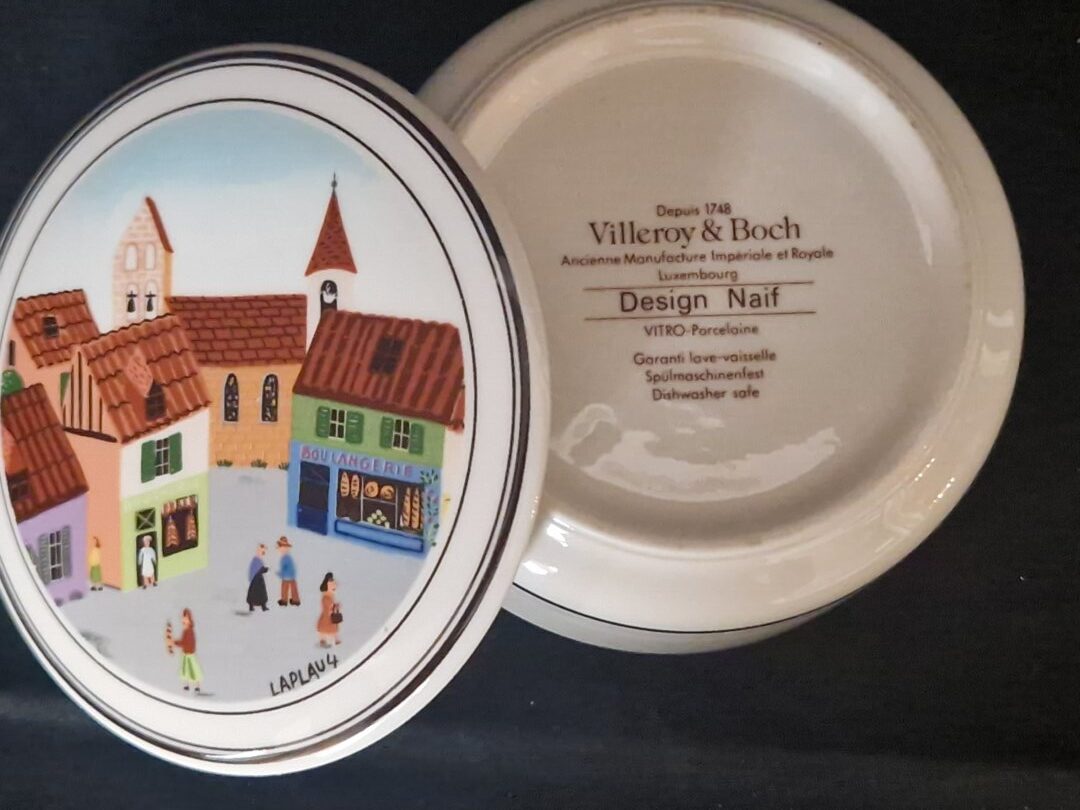 BOULANGERIE
LAPLAU4
Depuis 1748
Villeroy & Boch
Ancienne Manufacture Impériale et Royale
Luxembourg
Design Naif
VITRO-Porcelaine
Garanti lave-vaisselle
Spülmaschinenfest
Dishwasher safe